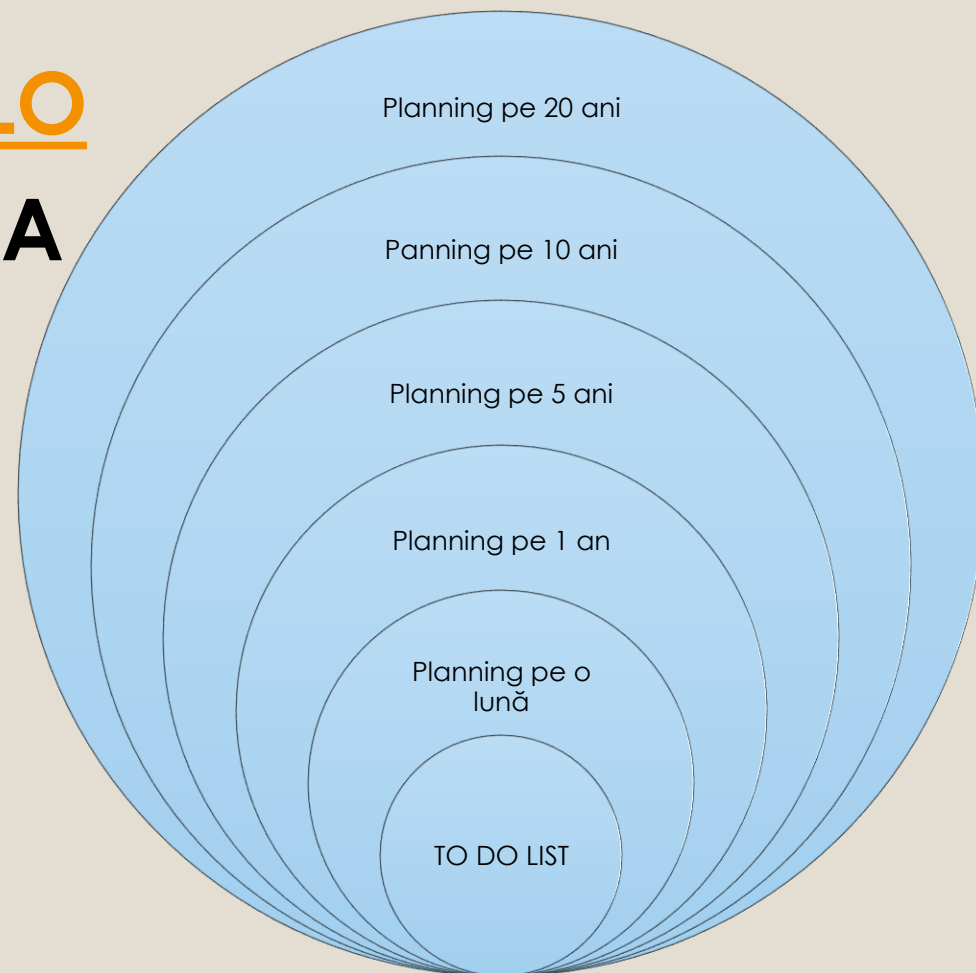 LO
A
Planning pe 20 ani
Panning pe 10 ani
Planning pe 5 ani
Planning pe 1 an
Planning pe o
lună
TO DO LIST